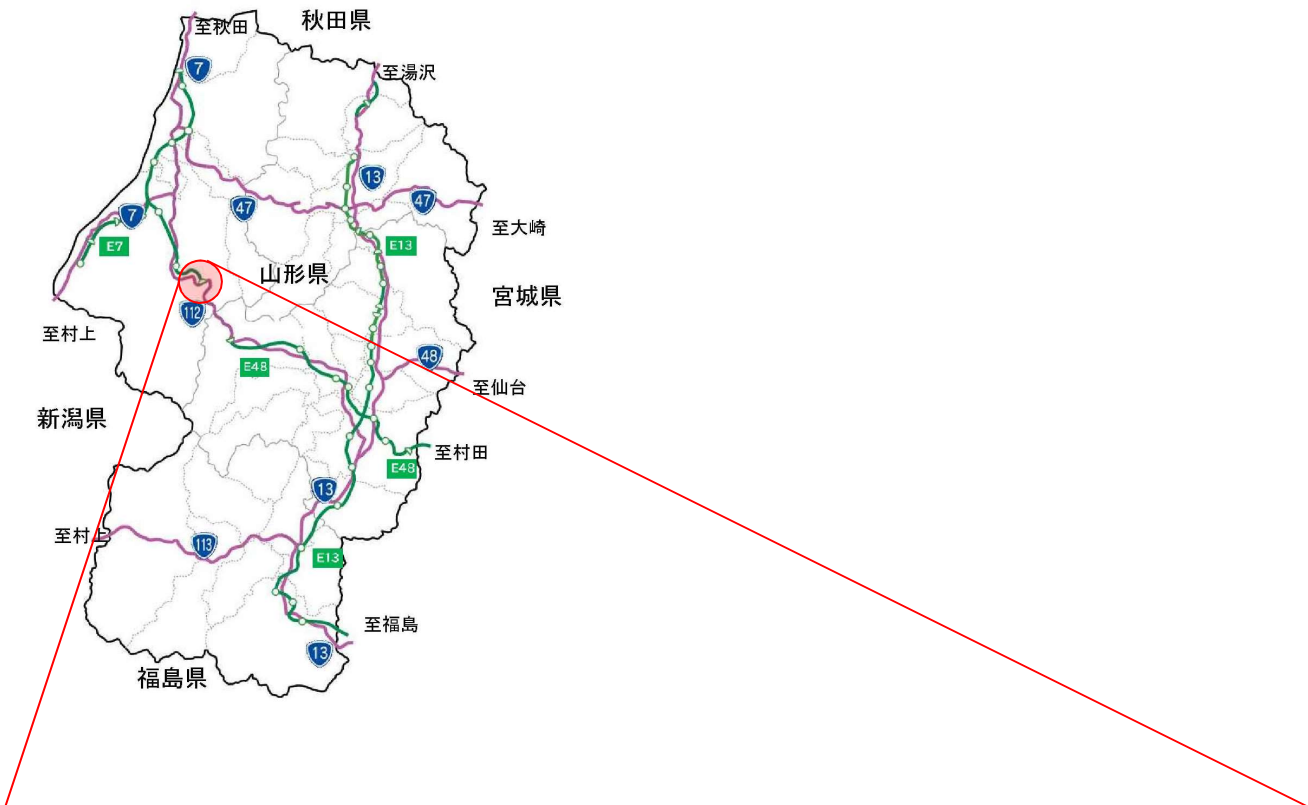 秋田県
至秋田
7
至湯沢
13
47
47
7
至大崎
E7
E13
山形県
宮城県
112
至村上
48
E48
至仙台
新潟県
至村田
E48
13
至村上
113
E13
至福島
13
福島県